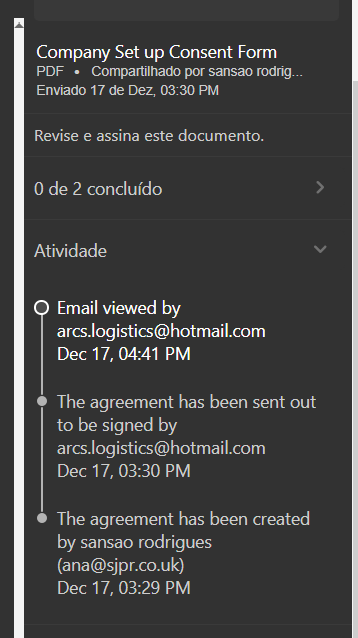 Company Set up Consent Form
PDF • Compartilhado por sansao rodrig...
Enviado 17 de Dez, 03:30 PM
Revise e assina este documento.
0 de 2 concluído
Atividade
Email viewed by
arcs.logistics@hotmail.com
Dec 17, 04:41 PM
The agreement has been sent out
to be signed by
arcs.logistics@hotmail.com
Dec 17, 03:30 PM
The agreement has been created
by sansao rodrigues
(ana@sjpr.co.uk)
Dec 17, 03:29 PM